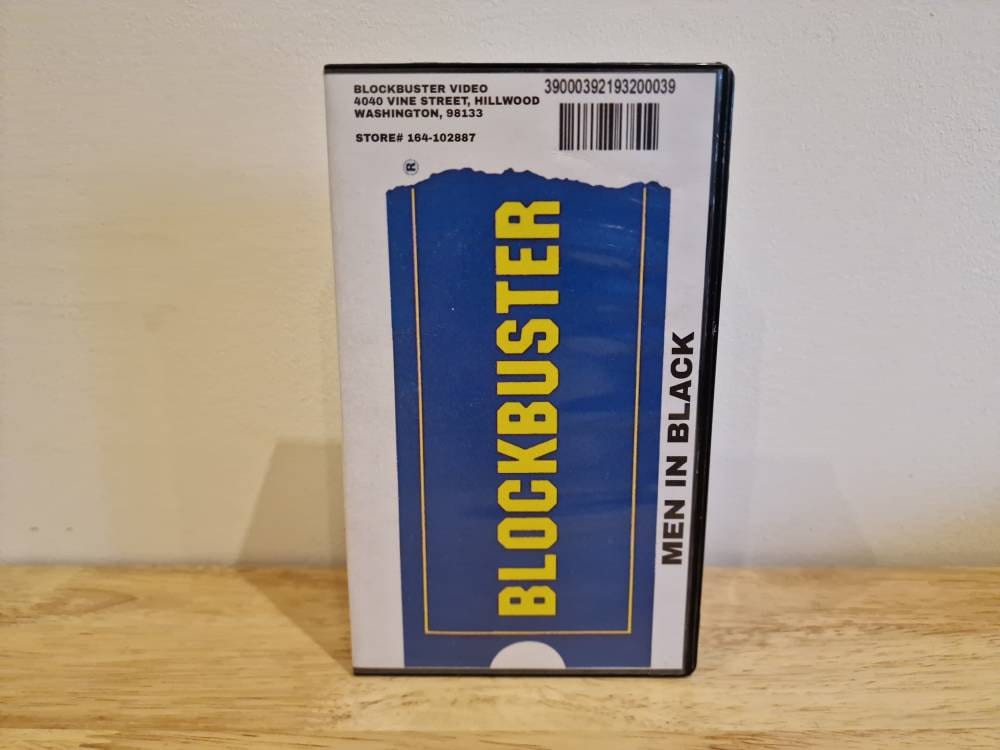 BLOCKBUSTER VIDEO
4040 VINE STREET, HILLWOOD
WASHINGTON, 98133
STORE# 164-102887
39000392193200039
®
BLOCKBUSTER
MEN IN BLACK